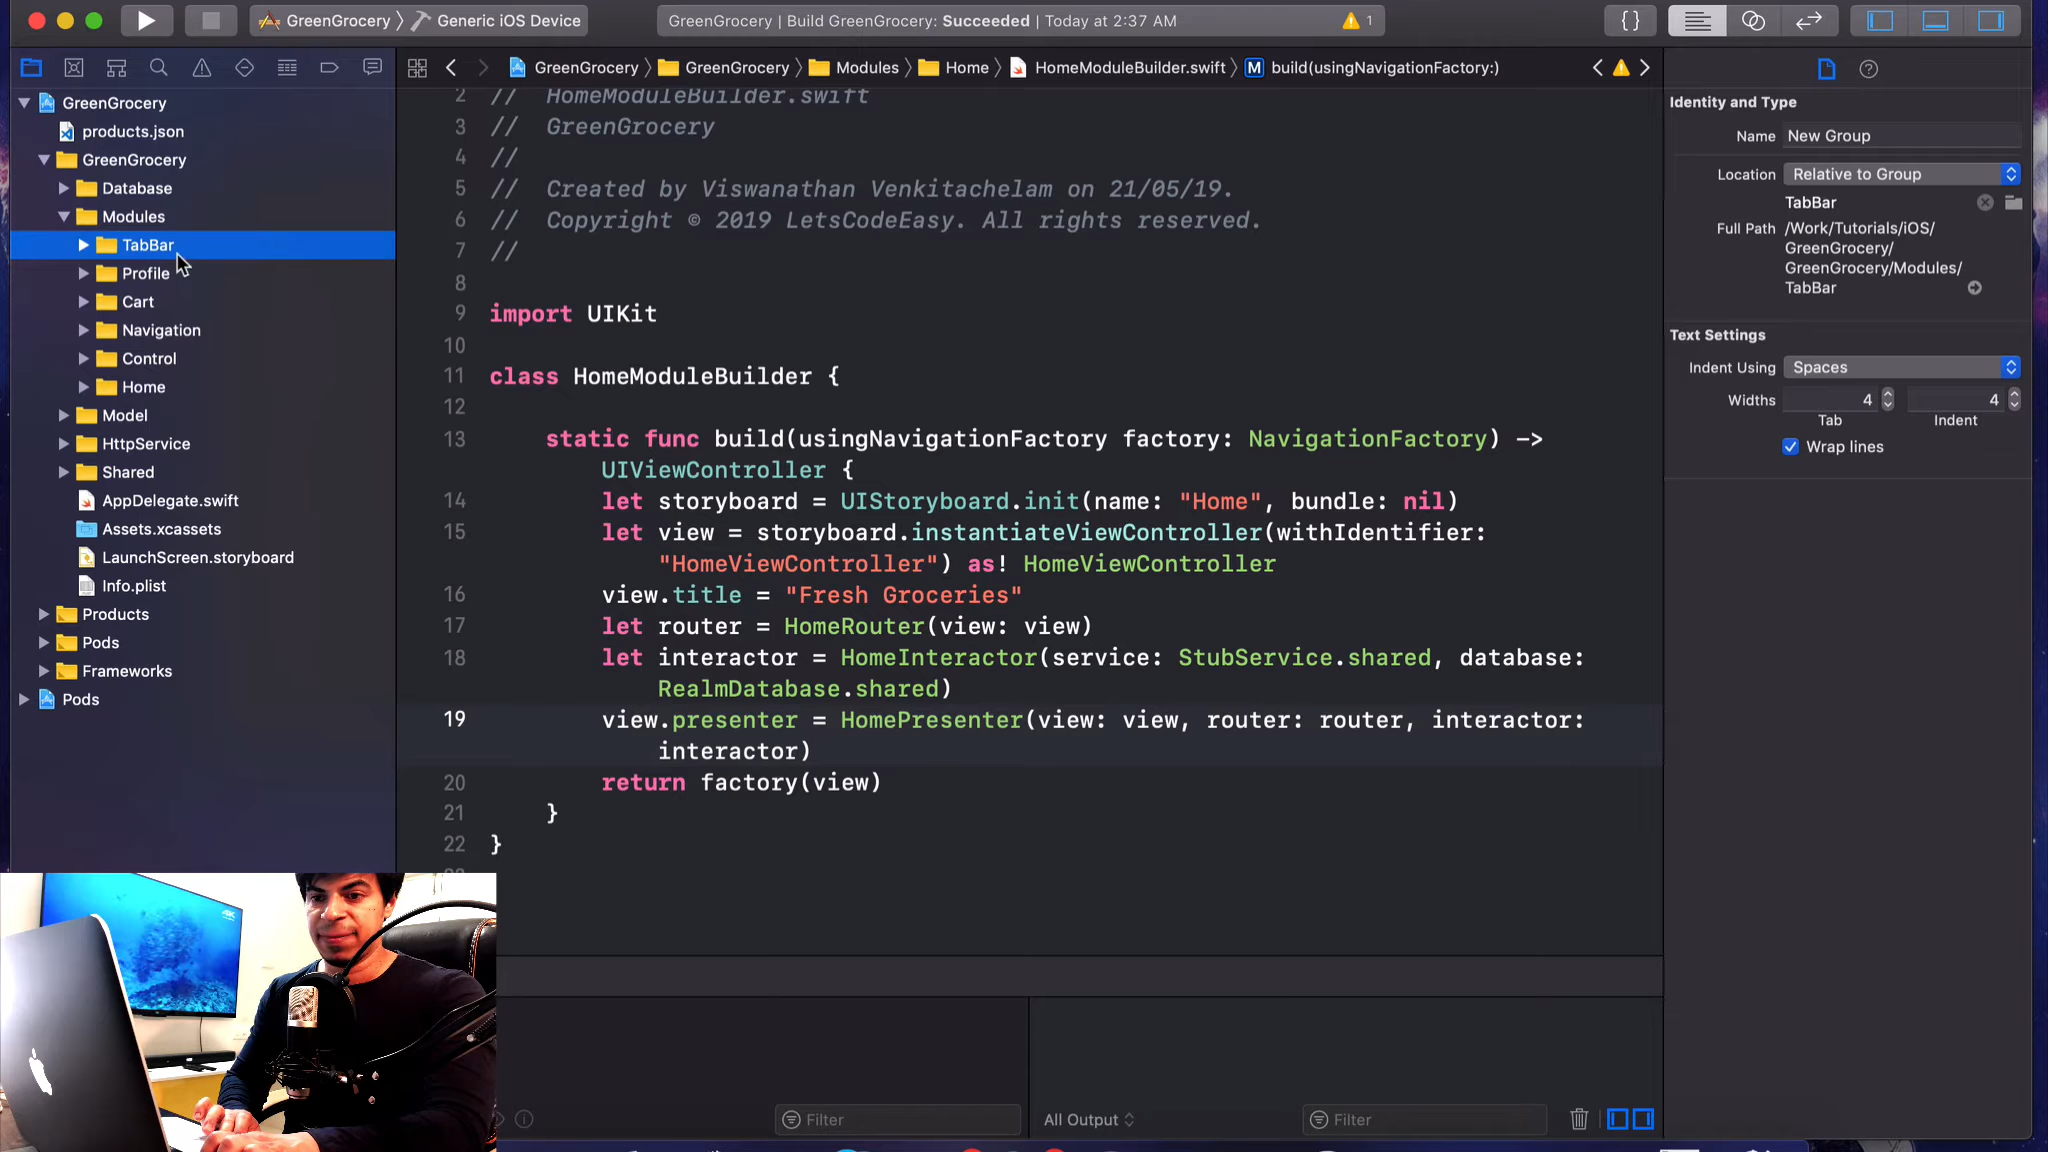 GreenGrocery › Generic iOS Device
GreenGrocery | Build GreenGrocery: Succeeded | Today at 2:37 AM
1
{}
GreenGrocery › GreenGrocery › Modules › Home › HomeModuleBuilder.swift › M build(usingNavigationFactory:)
GreenGrocery
products.json
GreenGrocery
Database
Modules
TabBar
Profile
Cart
Navigation
Control
Home
Model
HttpService
Shared
AppDelegate.swift
Assets.xcassets
LaunchScreen.storyboard
Info.plist
Products
Pods
Frameworks
Pods
2 // HomeModuleBuilder.swift
3 // GreenGrocery
4 //
5 // Created by Viswanathan Venkitachelam on 21/05/19.
6 // Copyright © 2019 LetsCodeEasy. All rights reserved.
7 //
8
9 import UIKit
10
11 class HomeModuleBuilder {
12
13 static func build(usingNavigationFactory factory: NavigationFactory) ->
UIViewController {
14 let storyboard = UIStoryboard.init(name: "Home", bundle: nil)
15 let view = storyboard.instantiateViewController(withIdentifier:
"HomeViewController") as! HomeViewController
16 view.title = "Fresh Groceries"
17 let router = HomeRouter(view: view)
18 let interactor = HomeInteractor(service: StubService.shared, database:
RealmDatabase.shared)
19 view.presenter = HomePresenter(view: view, router: router, interactor:
interactor)
20 return factory(view)
21 }
22 }
Identity and Type
Name New Group
Location Relative to Group
TabBar
Full Path /Work/Tutorials/iOS/
GreenGrocery/
GreenGrocery/Modules/
TabBar
Text Settings
Indent Using Spaces
Widths 4 4
Tab Indent
Wrap lines
4K
Filter
All Output
Filter